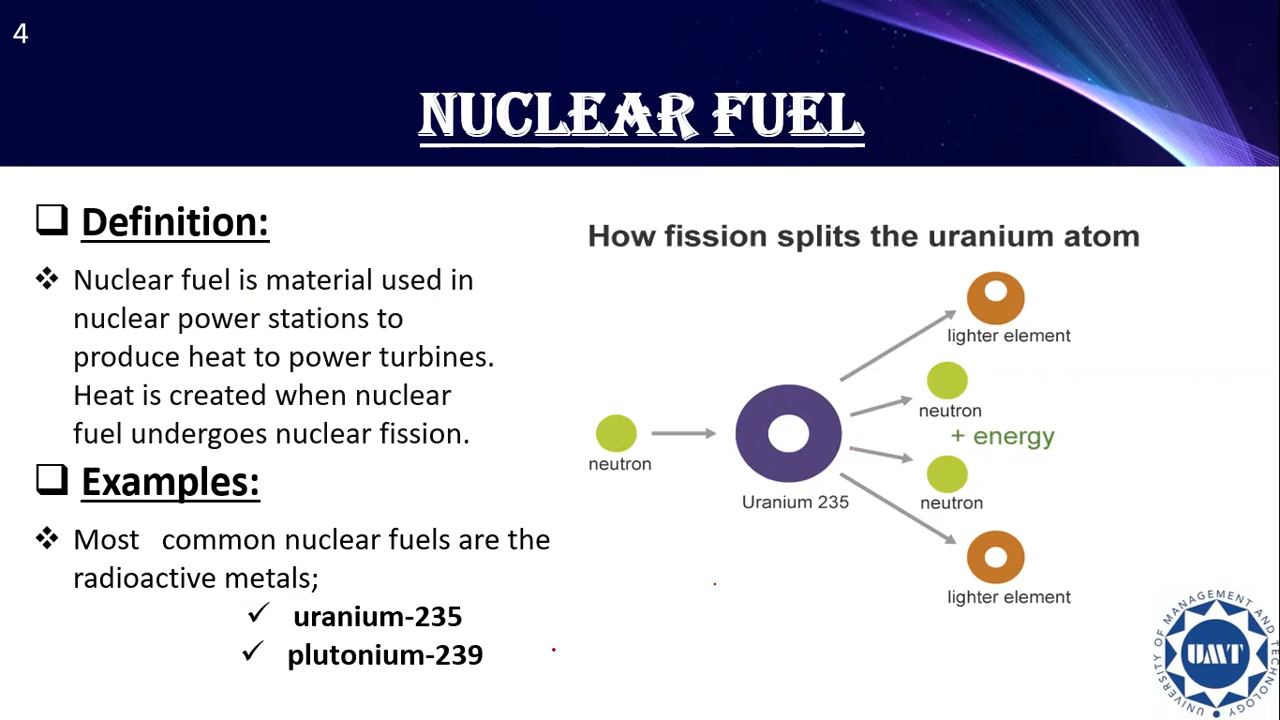 4
NUCLEAR FUEL
Definition:
Nuclear fuel is material used in
nuclear power stations to
produce heat to power turbines.
Heat is created when nuclear
fuel undergoes nuclear fission.
Examples:
Most common nuclear fuels are the
radioactive metals;
uranium-235
plutonium-239
How fission splits the uranium atom
lighter element
neutron
+ energy
neutron
Uranium 235
neutron
lighter element
UNIVERSITY OF MANAGEMENT AND TECHNOLOGY
UMT